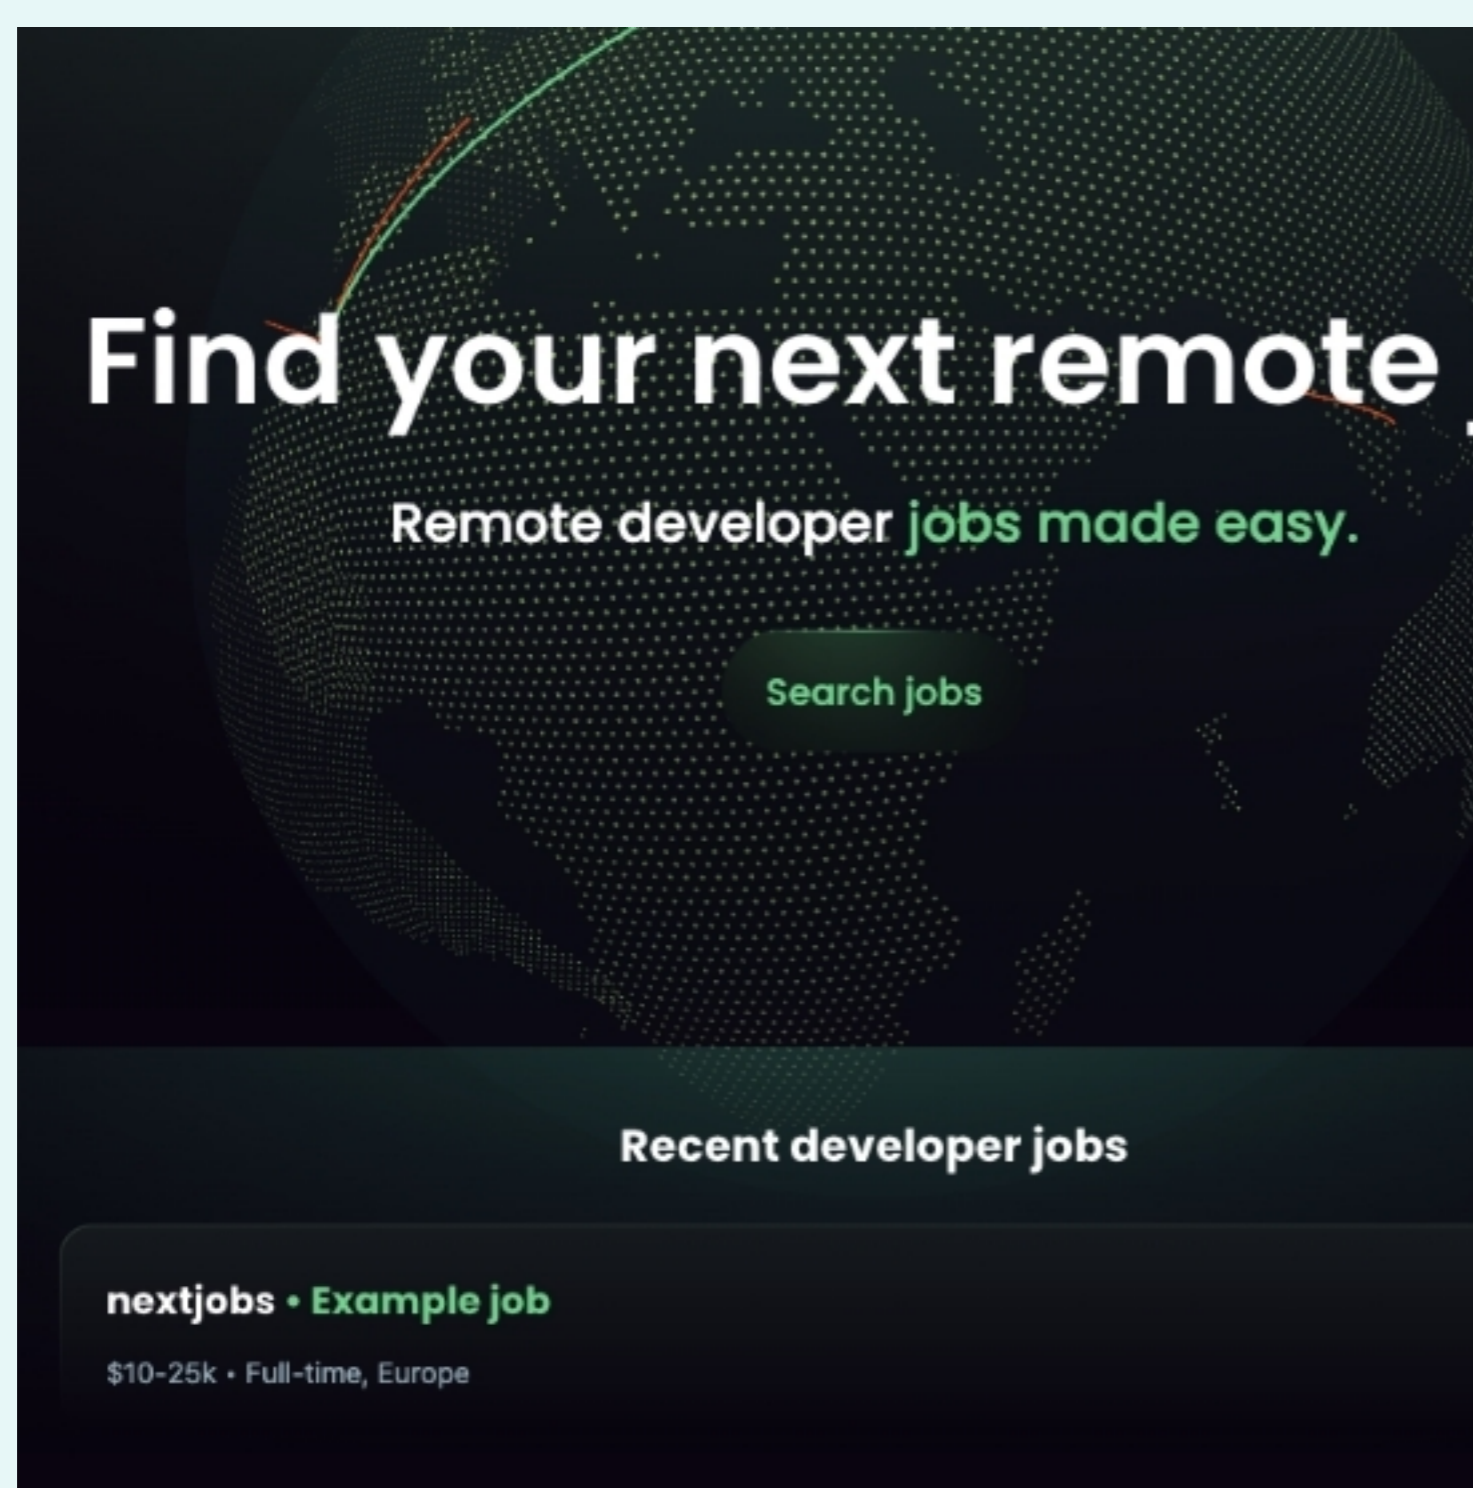 Find your next remote
Remote developer jobs made easy.
Search jobs
Recent developer jobs
nextjobs • Example job
$10-25k • Full-time, Europe